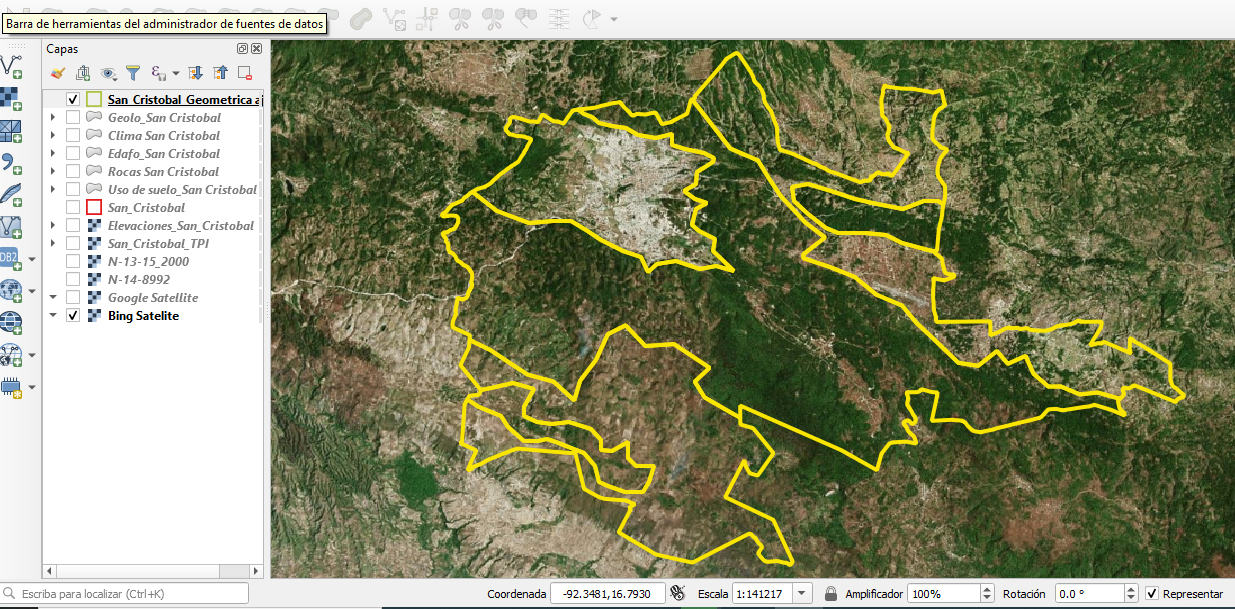 Barra de herramientas del administrador de fuentes de datos
Capas
San_Cristobal_Geometrica a
Geolo_San Cristobal
Clima San Cristobal
Edafo_San Cristobal
Rocas San Cristobal
Uso de suelo_San Cristobal
San_Cristobal
Elevaciones_San_Cristobal
San_Cristobal_TPI
N-13-15_2000
N-14-8992
Google Satellite
Bing Satelite
DB2
Escriba para localizar (Ctrl+K)
Coordenada -92.3481,16.7930 Escala 1:141217 Amplificador 100% Rotación 0.0 ° Representar